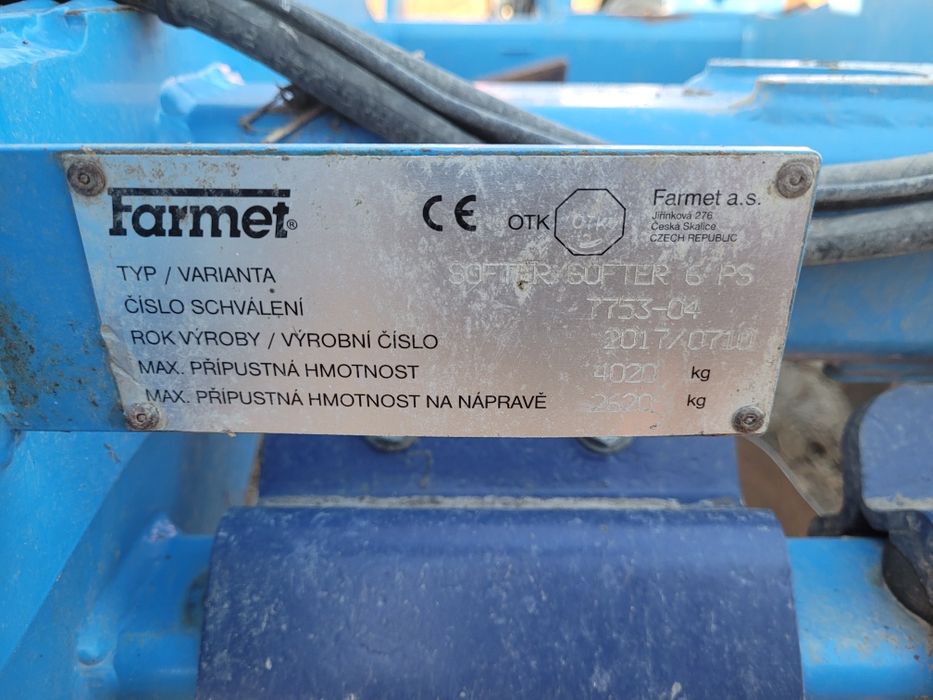 Farmet®
CE
OTK
OTK
Farmet a.s.
Jiřinková 276
Česká Skalice
CZECH REPUBLIC
TYP / VARIANTA SOFTER/SOFTER 6 PS
ČÍSLO SCHVÁLENÍ 7753-04
ROK VÝROBY / VÝROBNÍ ČÍSLO 2017/0710
MAX. PŘÍPUSTNÁ HMOTNOST 4020 kg
MAX. PŘÍPUSTNÁ HMOTNOST NA NÁPRAVĚ 2620 kg